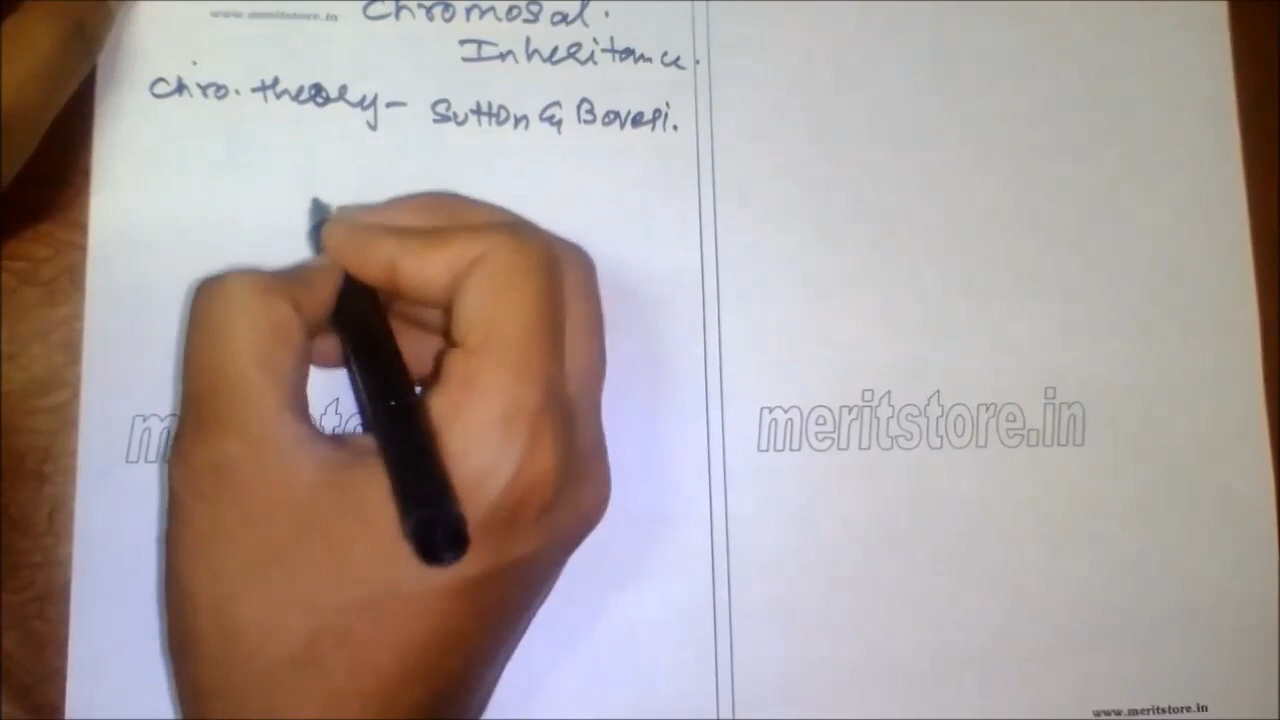 www.meritstore.in
Chromosal.
Inheritance.
Chro. theory - Sutton & Boveri.
meritstore.in
www.meritstore.in